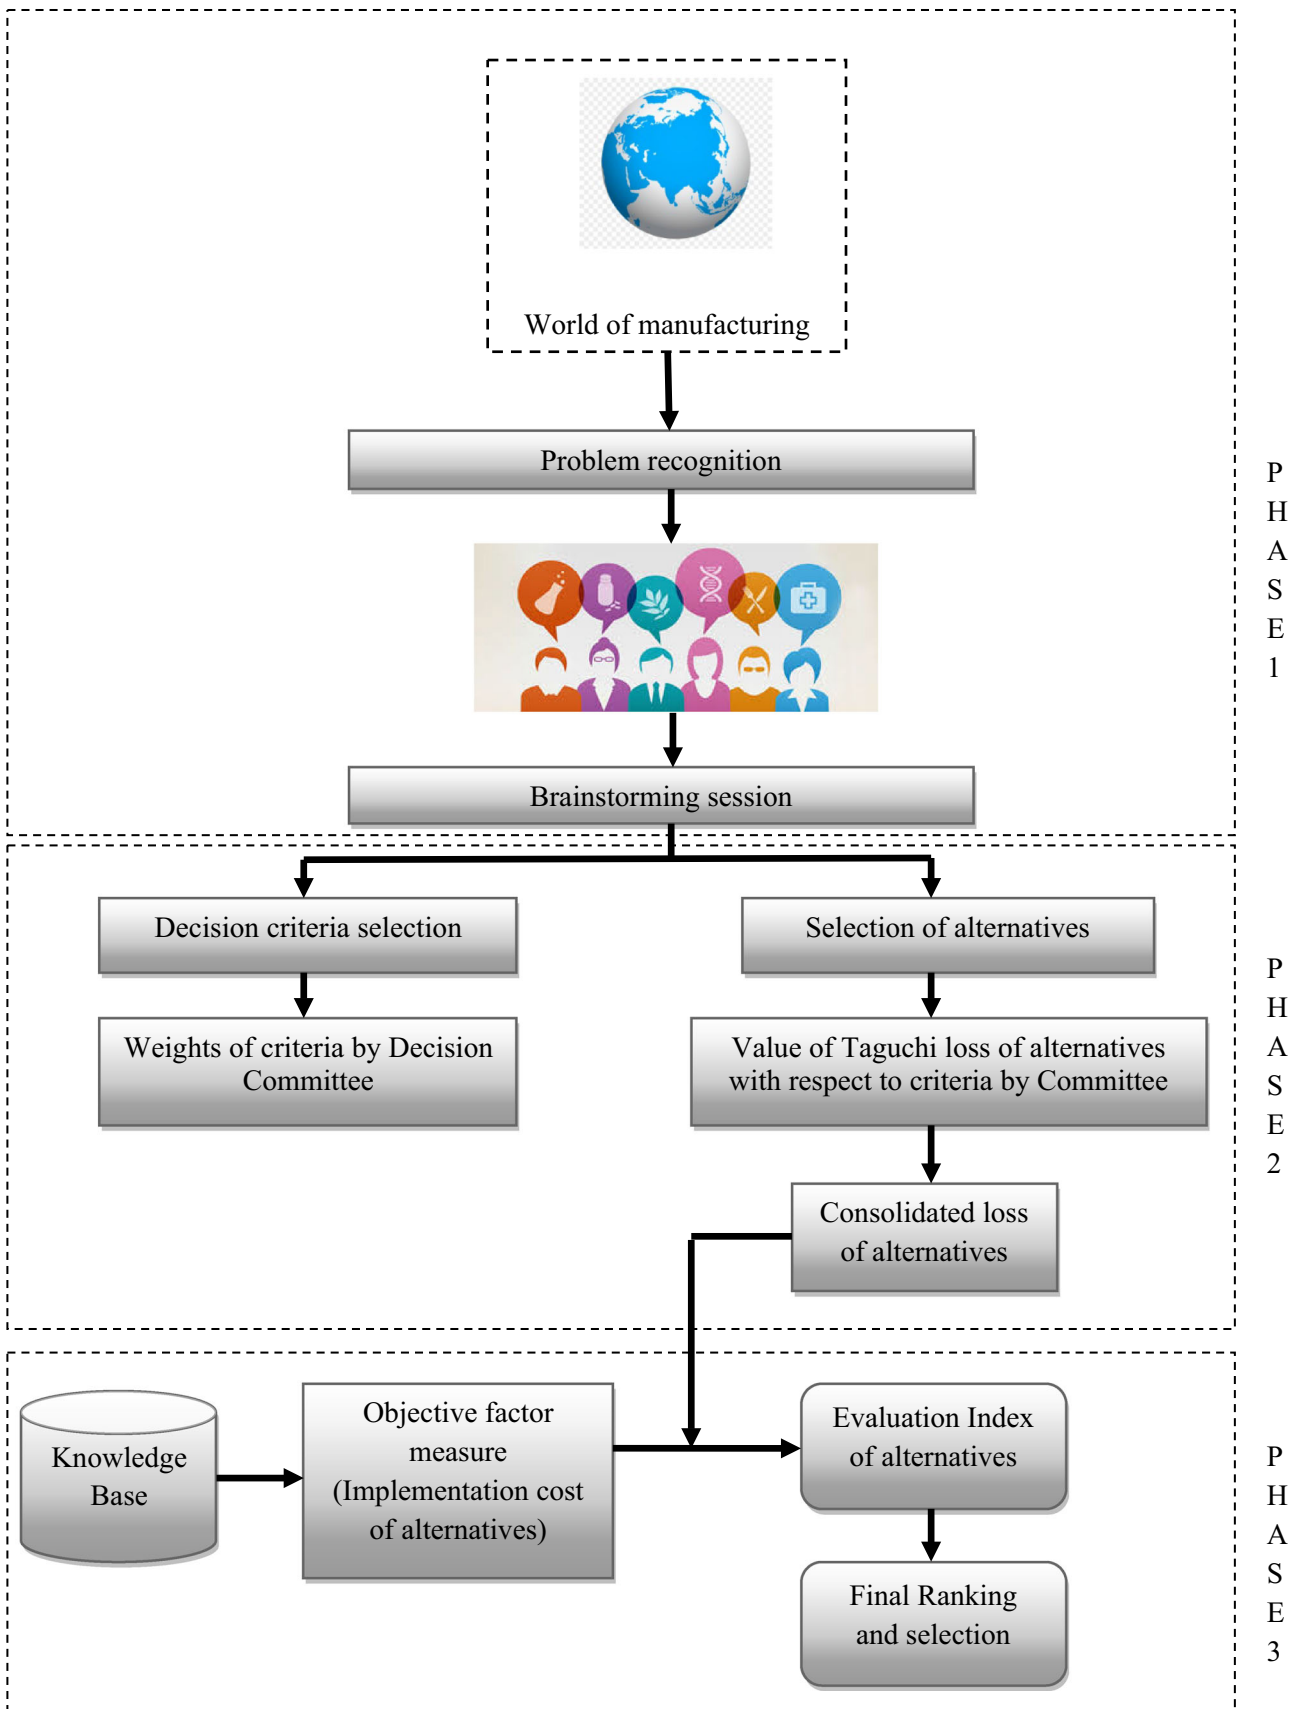 World of manufacturing
Problem recognition
Brainstorming session
P
H
A
S
E
1
Decision criteria selection
Selection of alternatives
Weights of criteria by Decision
Committee
Value of Taguchi loss of alternatives
with respect to criteria by Committee
Consolidated loss
of alternatives
P
H
A
S
E
2
Knowledge
Base
Objective factor
measure
(Implementation cost
of alternatives)
Evaluation Index
of alternatives
Final Ranking
and selection
P
H
A
S
E
3